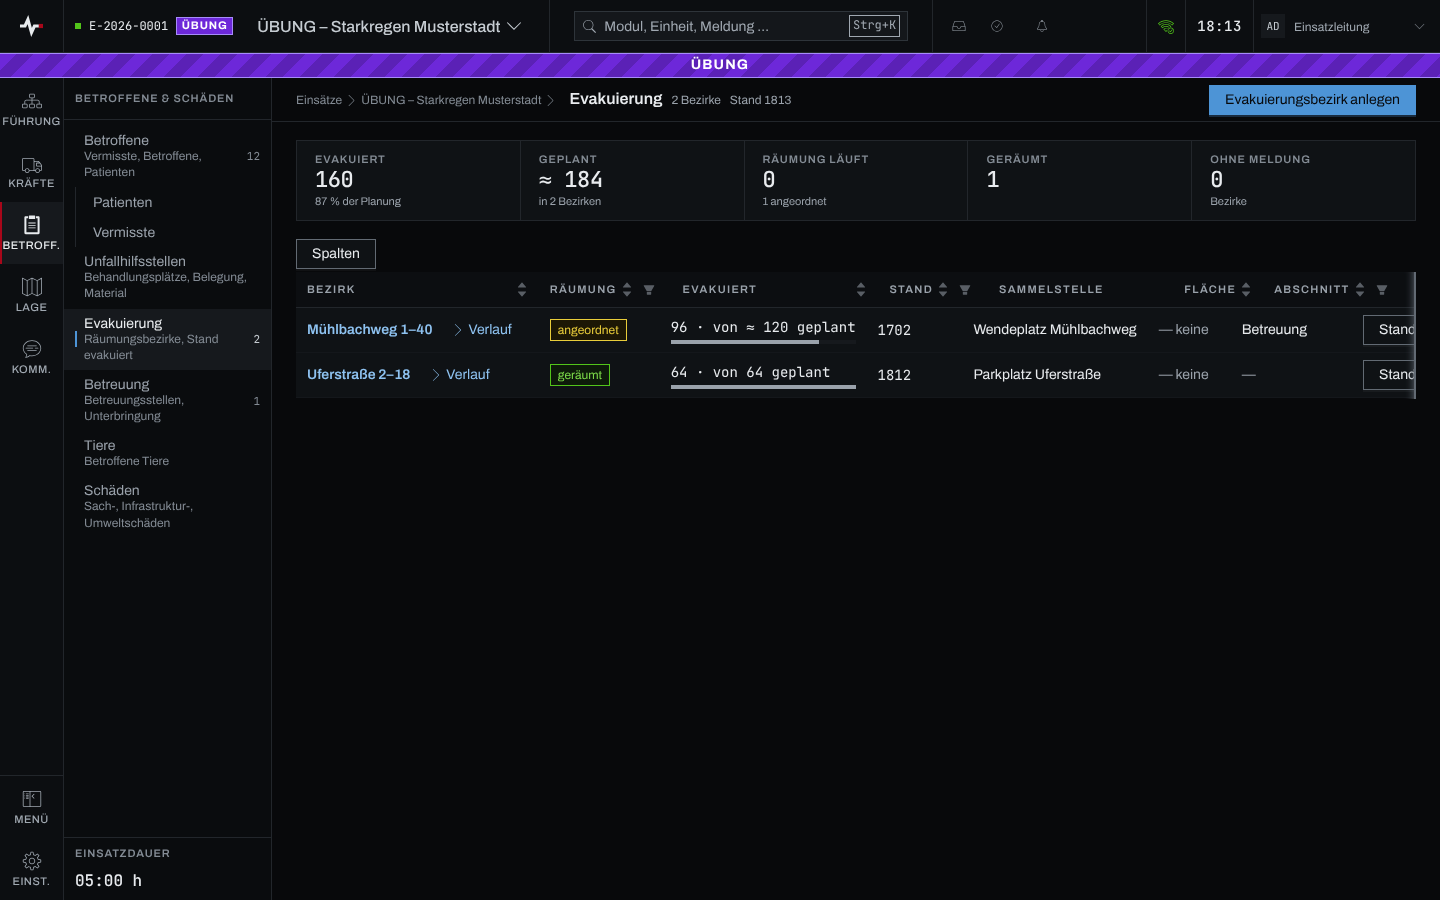 E-2026-0001 ÜBUNG ÜBUNG – Starkregen Musterstadt Modul, Einheit, Meldung ... Strg+K 18:13 AD Einsatzleitung
ÜBUNG
FÜHRUNG
KRÄFTE
BETROFF.
LAGE
KOMM.
MENÜ
EINST.
BETROFFENE & SCHÄDEN
Betroffene
Vermisste, Betroffene, 12
Patienten
Patienten
Vermisste
Unfallhilfsstellen
Behandlungsplätze, Belegung,
Material
Evakuierung
Räumungsbezirke, Stand 2
evakuiert
Betreuung
Betreuungsstellen, 1
Unterbringung
Tiere
Betroffene Tiere
Schäden
Sach-, Infrastruktur-,
Umweltschäden
EINSATZDAUER
05:00 h
Einsätze ÜBUNG – Starkregen Musterstadt Evakuierung 2 Bezirke Stand 1813 Evakuierungsbezirk anlegen
EVAKUIERT GEPLANT RÄUMUNG LÄUFT GERÄUMT OHNE MELDUNG
160 ≈ 184 0 1 0
87 % der Planung in 2 Bezirken 1 angeordnet Bezirke
Spalten
BEZIRK RÄUMUNG EVAKUIERT STAND SAMMELSTELLE FLÄCHE ABSCHNITT
Mühlbachweg 1–40 Verlauf angeordnet 96 · von ≈ 120 geplant 1702 Wendeplatz Mühlbachweg — keine Betreuung Stand
Uferstraße 2–18 Verlauf geräumt 64 · von 64 geplant 1812 Parkplatz Uferstraße — keine — Stand